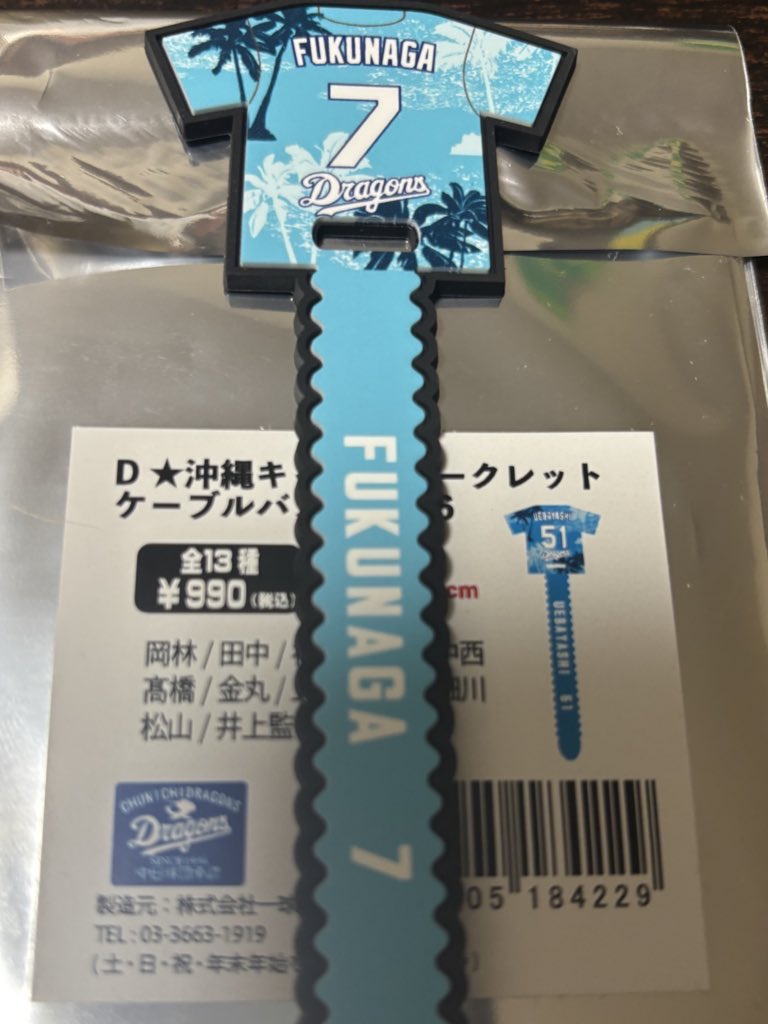 FUKUNAGA
7
Dragons
FUKUNAGA 7
D★沖縄キ ークレット
ケーブルバ 6
全13種
¥990(税込)
cm
岡林/田中/ 中西
髙橋/金丸/ 細川
松山/井上監
UEBAYASHI
51
Dragons
UEBAYASHI 51
CHUNICHI DRAGONS
Dragons
製造元:株式会社
TEL:03-3663-1919
(土・日・祝・年末年始 )
05 184229